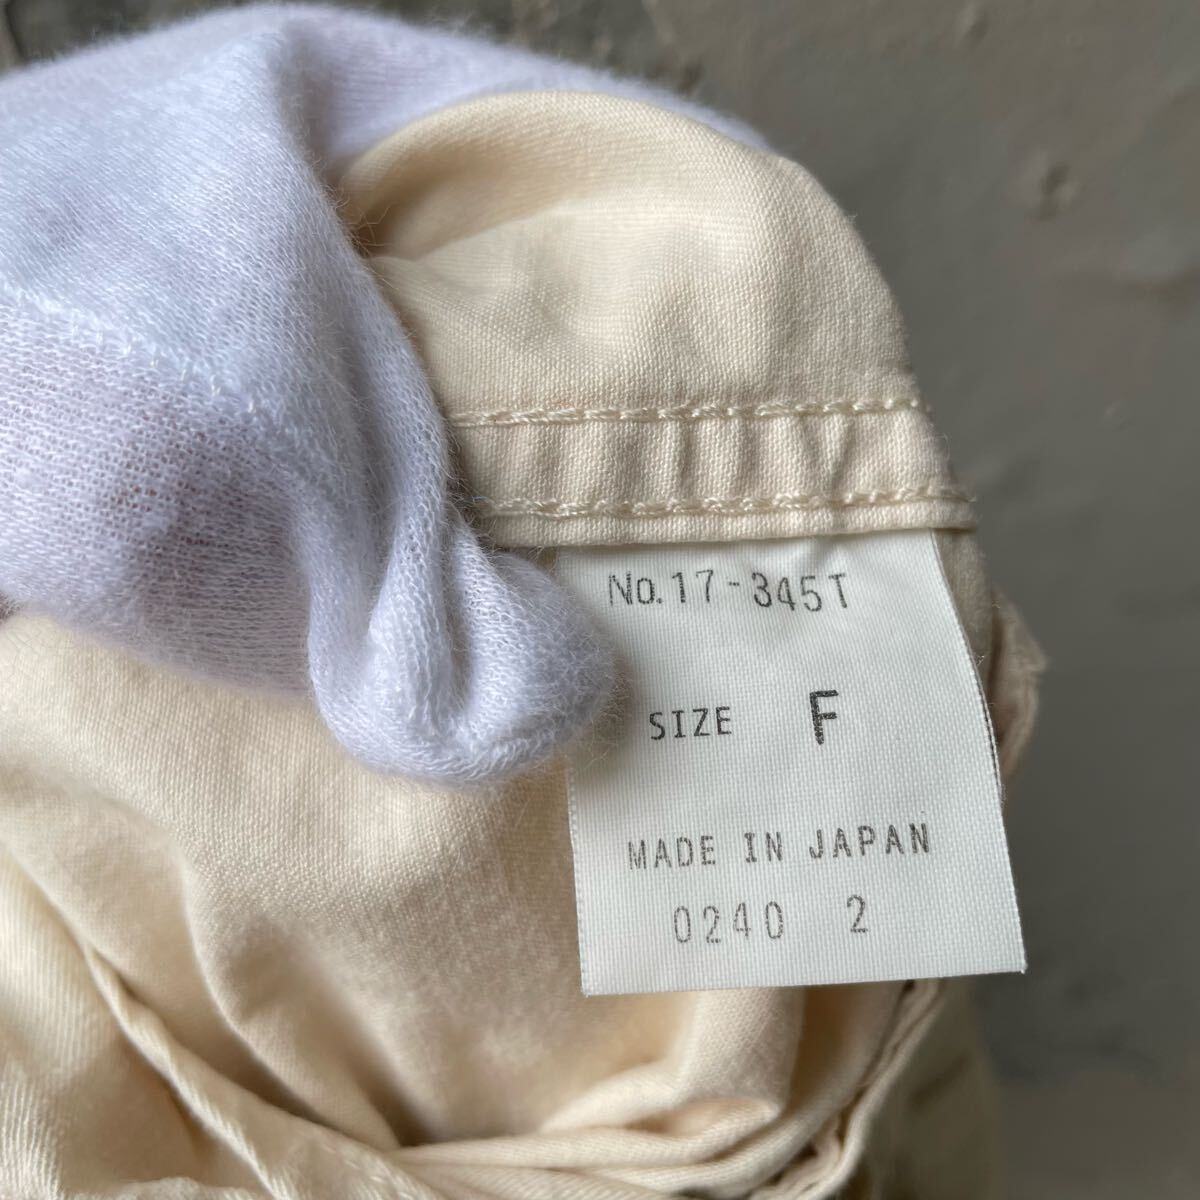 No. 17-345T
SIZE F
MADE IN JAPAN
0240 2